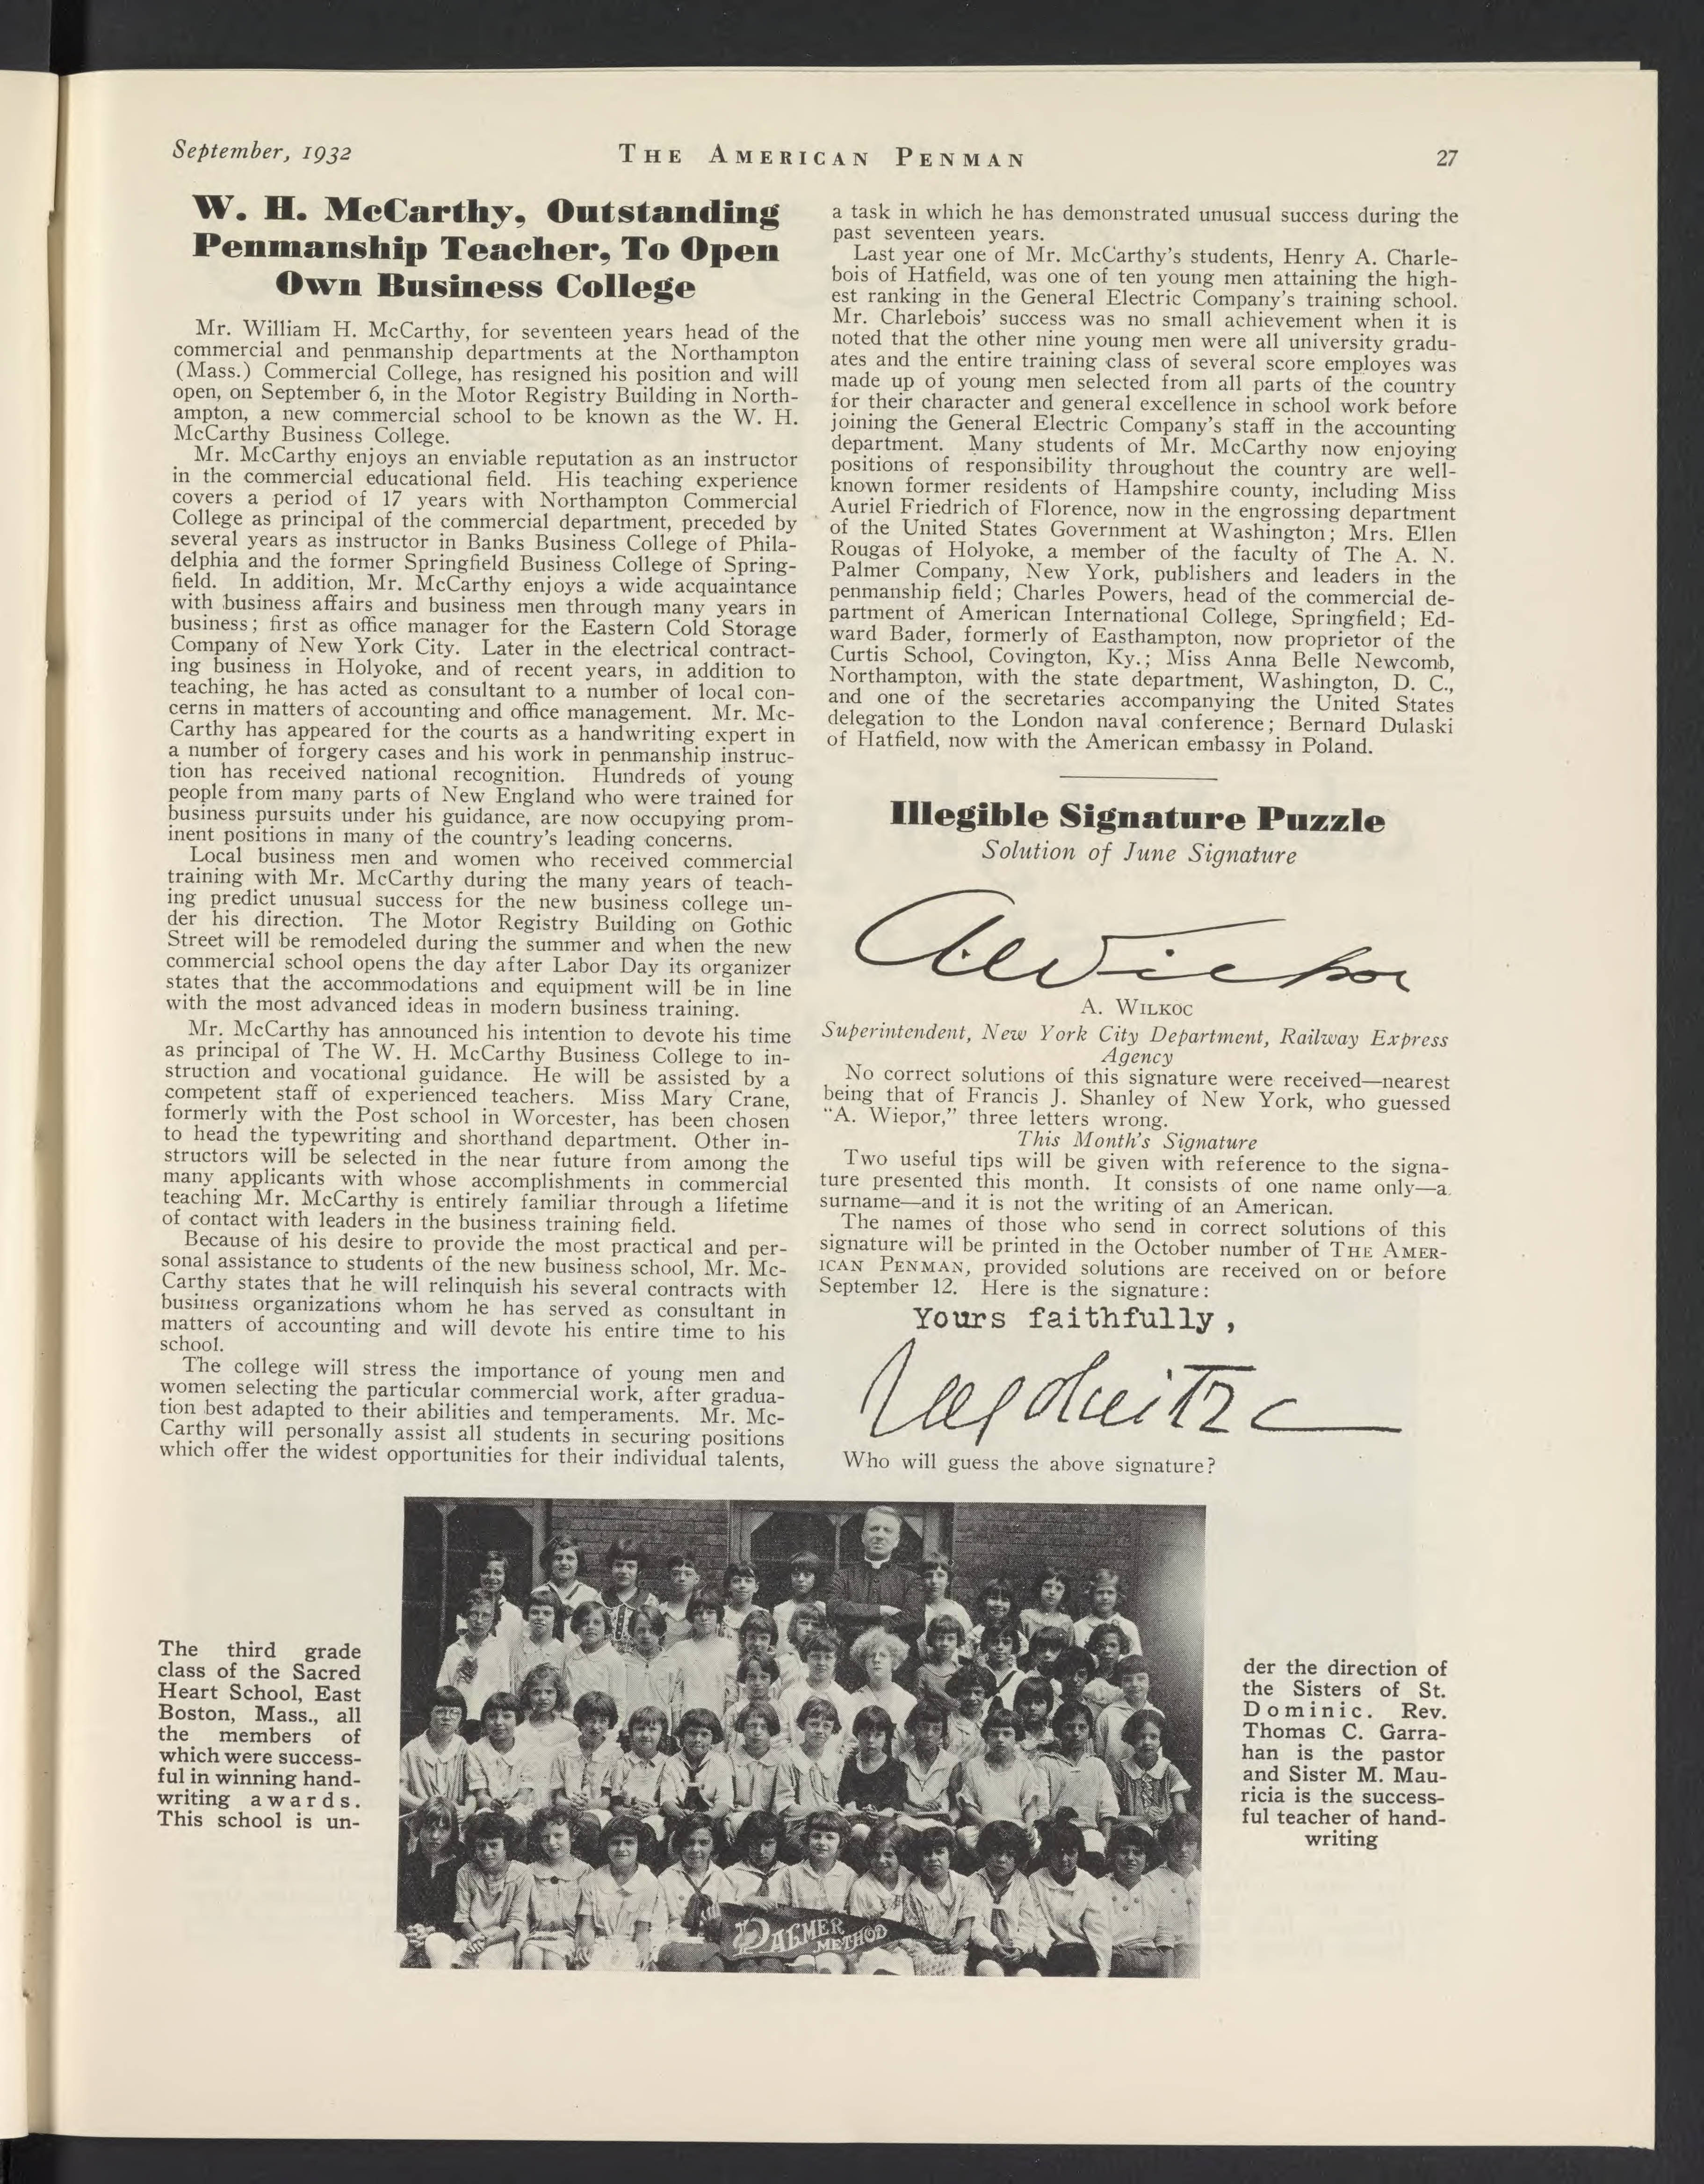 September, 1932
THE AMERICAN PENMAN
27
W. H. McCarthy, Outstanding
Penmanship Teacher, To Open
Own Business College
Mr. William H. McCarthy, for seventeen years head of the
commercial and penmanship departments at the Northampton
(Mass.) Commercial College, has resigned his position and will
open, on September 6, in the Motor Registry Building in North-
ampton, a new commercial school to be known as the W. H.
McCarthy Business College.
Mr. McCarthy enjoys an enviable reputation as an instructor
in the commercial educational field. His teaching experience
covers a period of 17 years with Northampton Commercial
College as principal of the commercial department, preceded by
several years as instructor in Banks Business College of Phila-
delphia and the former Springfield Business College of Spring-
field. In addition, Mr. McCarthy enjoys a wide acquaintance
with business affairs and business men through many years in
business; first as office manager for the Eastern Cold Storage
Company of New York City. Later in the electrical contract-
ing business in Holyoke, and of recent years, in addition to
teaching, he has acted as consultant to a number of local con-
cerns in matters of accounting and office management. Mr. Mc-
Carthy has appeared for the courts as a handwriting expert in
a number of forgery cases and his work in penmanship instruc-
tion has received national recognition. Hundreds of young
people from many parts of New England who were trained for
business pursuits under his guidance, are now occupying prom-
inent positions in many of the country's leading concerns.
Local business men and women who received commercial
training with Mr. McCarthy during the many years of teach-
ing predict unusual success for the new business college un-
der his direction. The Motor Registry Building on Gothic
Street will be remodeled during the summer and when the new
commercial school opens the day after Labor Day its organizer
states that the accommodations and equipment will be in line
with the most advanced ideas in modern business training.
Mr. McCarthy has announced his intention to devote his time
as principal of The W. H. McCarthy Business College to in-
struction and vocational guidance. He will be assisted by a
competent staff of experienced teachers. Miss Mary Crane,
formerly with the Post school in Worcester, has been chosen
to head the typewriting and shorthand department. Other in-
structors will be selected in the near future from among the
many applicants with whose accomplishments in commercial
teaching Mr. McCarthy is entirely familiar through a lifetime
of contact with leaders in the business training field.
Because of his desire to provide the most practical and per-
sonal assistance to students of the new business school, Mr. Mc-
Carthy states that he will relinquish his several contracts with
business organizations whom he has served as consultant in
matters of accounting and will devote his entire time to his
school.
The college will stress the importance of young men and
women selecting the particular commercial work, after gradua-
tion best adapted to their abilities and temperaments. Mr. Mc-
Carthy will personally assist all students in securing positions
which offer the widest opportunities for their individual talents,
a task in which he has demonstrated unusual success during the
past seventeen years.
Last year one of Mr. McCarthy's students, Henry A. Charle-
bois of Hatfield, was one of ten young men attaining the high-
est ranking in the General Electric Company's training school.
Mr. Charlebois' success was no small achievement when it is
noted that the other nine young men were all university gradu-
ates and the entire training class of several score employes was
made up of young men selected from all parts of the country
for their character and general excellence in school work before
joining the General Electric Company's staff in the accounting
department. Many students of Mr. McCarthy now enjoying
positions of responsibility throughout the country are well-
known former residents of Hampshire county, including Miss
Auriel Friedrich of Florence, now in the engrossing department
of the United States Government at Washington; Mrs. Ellen
Rougas of Holyoke, a member of the faculty of The A. N.
Palmer Company, New York, publishers and leaders in the
penmanship field; Charles Powers, head of the commercial de-
partment of American International College, Springfield; Ed-
ward Bader, formerly of Easthampton, now proprietor of the
Curtis School, Covington, Ky.; Miss Anna Belle Newcomb,
Northampton, with the state department, Washington, D. C.,
and one of the secretaries accompanying the United States
delegation to the London naval conference; Bernard Dulaski
of Hatfield, now with the American embassy in Poland.
Illegible Signature Puzzle
Solution of June Signature
A. WILKOC
Superintendent, New York City Department, Railway Express
Agency
No correct solutions of this signature were received—nearest
being that of Francis J. Shanley of New York, who guessed
"A. Wiepor," three letters wrong.
This Month's Signature
Two useful tips will be given with reference to the signa-
ture presented this month. It consists of one name only—a
surname—and it is not the writing of an American.
The names of those who send in correct solutions of this
signature will be printed in the October number of THE AMER-
ICAN PENMAN, provided solutions are received on or before
September 12. Here is the signature:
Yours faithfully,
Who will guess the above signature?
The third grade
class of the Sacred
Heart School, East
Boston, Mass., all
the members of
which were success-
ful in winning hand-
writing awards.
This school is un-
der the direction of
the Sisters of St.
Dominic. Rev.
Thomas C. Garra-
han is the pastor
and Sister M. Mau-
ricia is the success-
ful teacher of hand-
writing
PALMER
METHOD